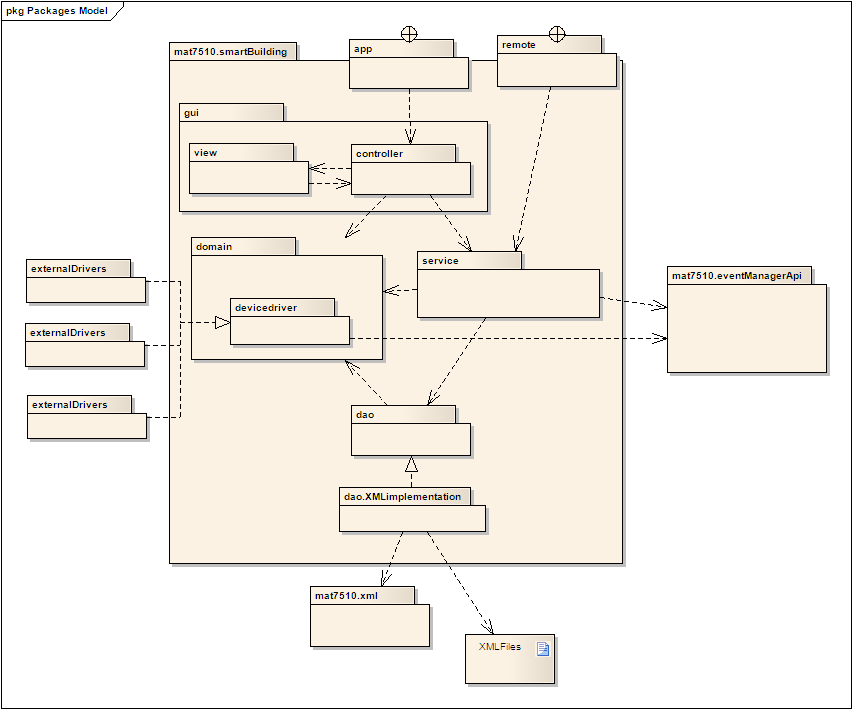 pkg Packages Model
mat7510.smartBuilding
app
remote
gui
view
controller
domain
service
externalDrivers
mat7510.eventManagerApi
devicedriver
externalDrivers
externalDrivers
dao
dao.XMLimplementation
mat7510.xml
XMLFiles